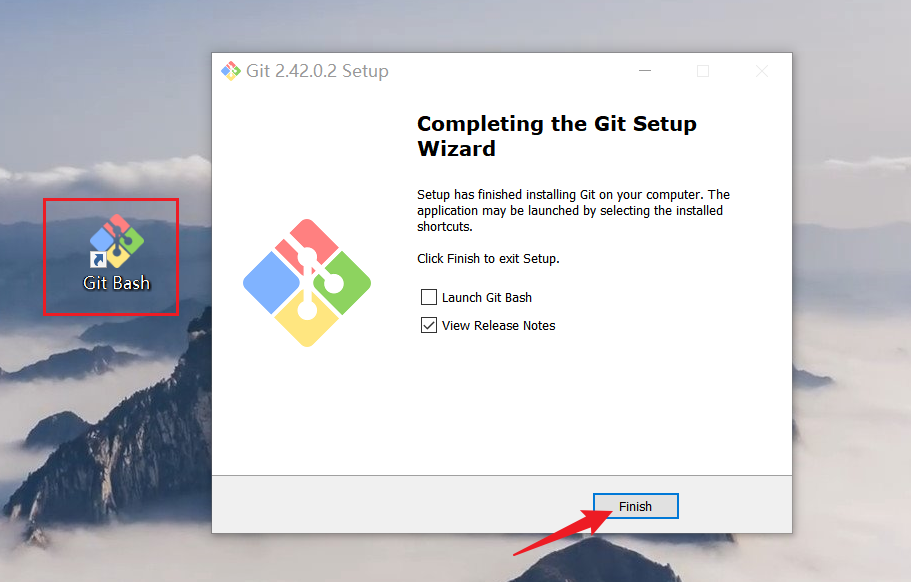 Git 2.42.0.2 Setup
Completing the Git Setup
Wizard
Setup has finished installing Git on your computer. The
application may be launched by selecting the installed
shortcuts.
Click Finish to exit Setup.
Launch Git Bash
View Release Notes
Git Bash
Finish